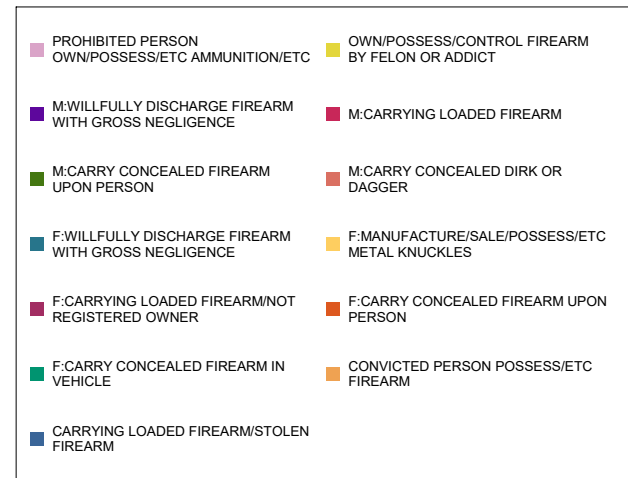 PROHIBITED PERSON
OWN/POSSESS/ETC AMMUNITION/ETC
OWN/POSSESS/CONTROL FIREARM
BY FELON OR ADDICT
M:WILLFULLY DISCHARGE FIREARM
WITH GROSS NEGLIGENCE
M:CARRYING LOADED FIREARM
M:CARRY CONCEALED FIREARM
UPON PERSON
M:CARRY CONCEALED DIRK OR
DAGGER
F:WILLFULLY DISCHARGE FIREARM
WITH GROSS NEGLIGENCE
F:MANUFACTURE/SALE/POSSESS/ETC
METAL KNUCKLES
F:CARRYING LOADED FIREARM/NOT
REGISTERED OWNER
F:CARRY CONCEALED FIREARM UPON
PERSON
F:CARRY CONCEALED FIREARM IN
VEHICLE
CONVICTED PERSON POSSESS/ETC
FIREARM
CARRYING LOADED FIREARM/STOLEN
FIREARM